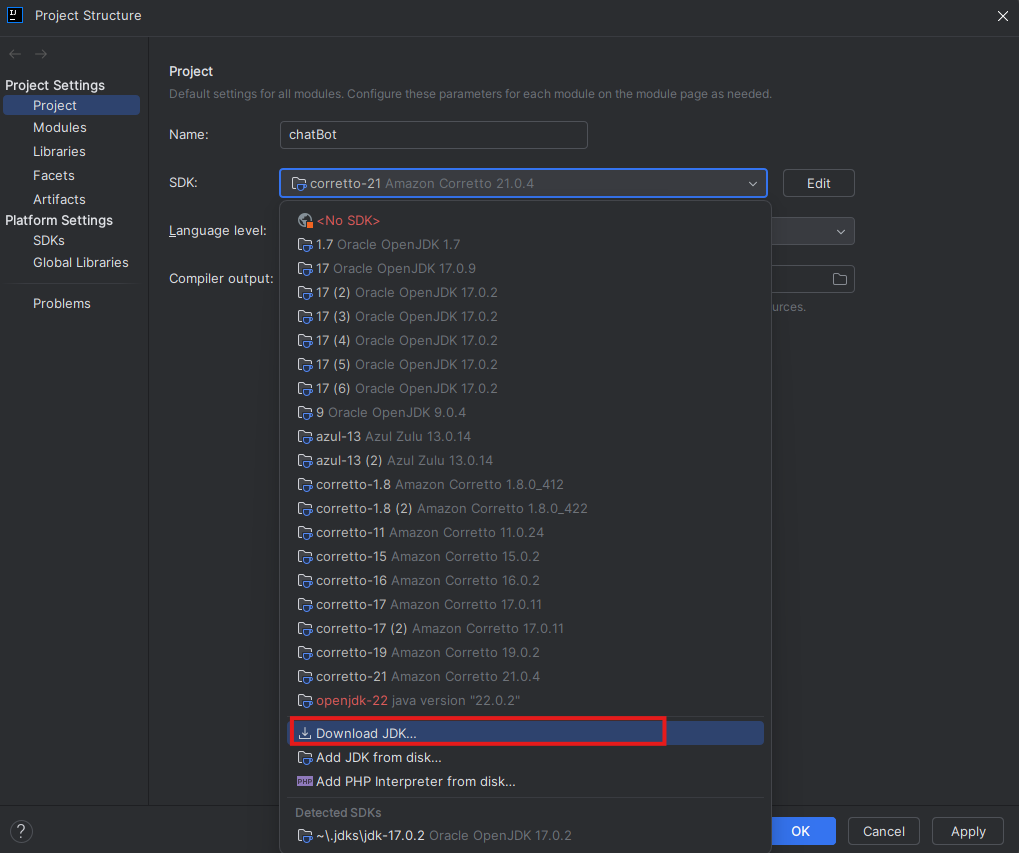 IJ
Project Structure
Project Settings
Project
Modules
Libraries
Facets
Artifacts
Platform Settings
SDKs
Global Libraries
Problems
Project
Default settings for all modules. Configure these parameters for each module on the module page as needed.
Name: chatBot
SDK: corretto-21 Amazon Corretto 21.0.4 Edit
Language level:
Compiler output:
urces.
<No SDK>
1.7 Oracle OpenJDK 1.7
17 Oracle OpenJDK 17.0.9
17 (2) Oracle OpenJDK 17.0.2
17 (3) Oracle OpenJDK 17.0.2
17 (4) Oracle OpenJDK 17.0.2
17 (5) Oracle OpenJDK 17.0.2
17 (6) Oracle OpenJDK 17.0.2
9 Oracle OpenJDK 9.0.4
azul-13 Azul Zulu 13.0.14
azul-13 (2) Azul Zulu 13.0.14
corretto-1.8 Amazon Corretto 1.8.0_412
corretto-1.8 (2) Amazon Corretto 1.8.0_422
corretto-11 Amazon Corretto 11.0.24
corretto-15 Amazon Corretto 15.0.2
corretto-16 Amazon Corretto 16.0.2
corretto-17 Amazon Corretto 17.0.11
corretto-17 (2) Amazon Corretto 17.0.11
corretto-19 Amazon Corretto 19.0.2
corretto-21 Amazon Corretto 21.0.4
openjdk-22 java version "22.0.2"
Download JDK...
Add JDK from disk...
PHP Add PHP Interpreter from disk...
Detected SDKs
~\.jdks\jdk-17.0.2 Oracle OpenJDK 17.0.2
? OK Cancel Apply